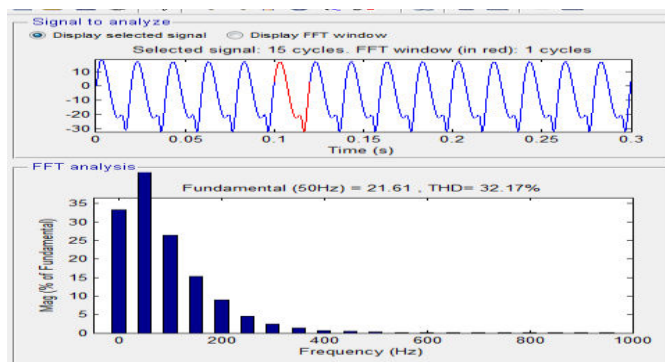 Signal to analyze
Display selected signal Display FFT window
Selected signal: 15 cycles. FFT window (in red): 1 cycles
10
0
-10
-20
-30
0 0.05 0.1 0.15 0.2 0.25 0.3
Time (s)
FFT analysis
Fundamental (50Hz) = 21.61 , THD= 32.17%
Mag (% of Fundamental)
35
30
25
20
15
10
5
0
0 200 400 600 800 1000
Frequency (Hz)